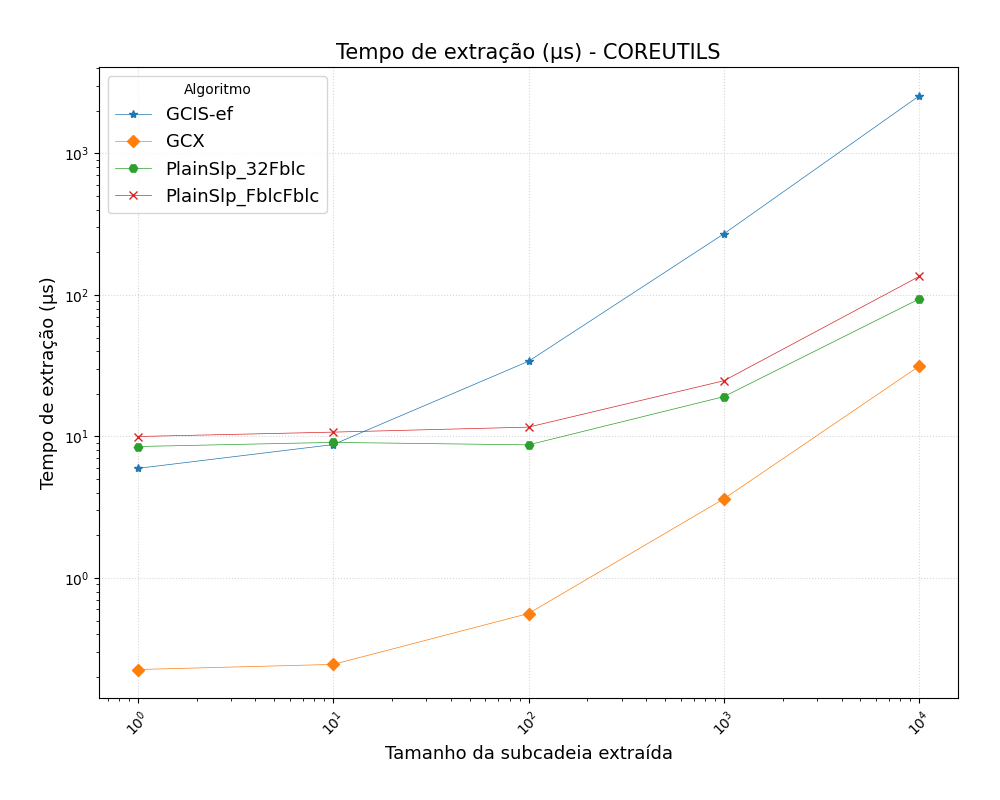 Tempo de extração (μs) - COREUTILS
Algoritmo
GCIS-ef
GCX
PlainSlp_32Fblc
PlainSlp_FblcFblc
Tempo de extração (μs)
10³
10²
10¹
10⁰
10⁰ 10¹ 10² 10³ 10⁴
Tamanho da subcadeia extraída